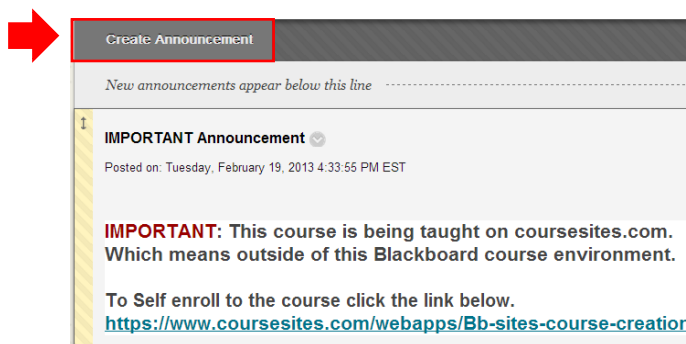 Create Announcement
New announcements appear below this line
IMPORTANT Announcement
Posted on: Tuesday, February 19, 2013 4:33:55 PM EST
IMPORTANT: This course is being taught on coursesites.com.
Which means outside of this Blackboard course environment.
To Self enroll to the course click the link below.
https://www.coursesites.com/webapps/Bb-sites-course-creation